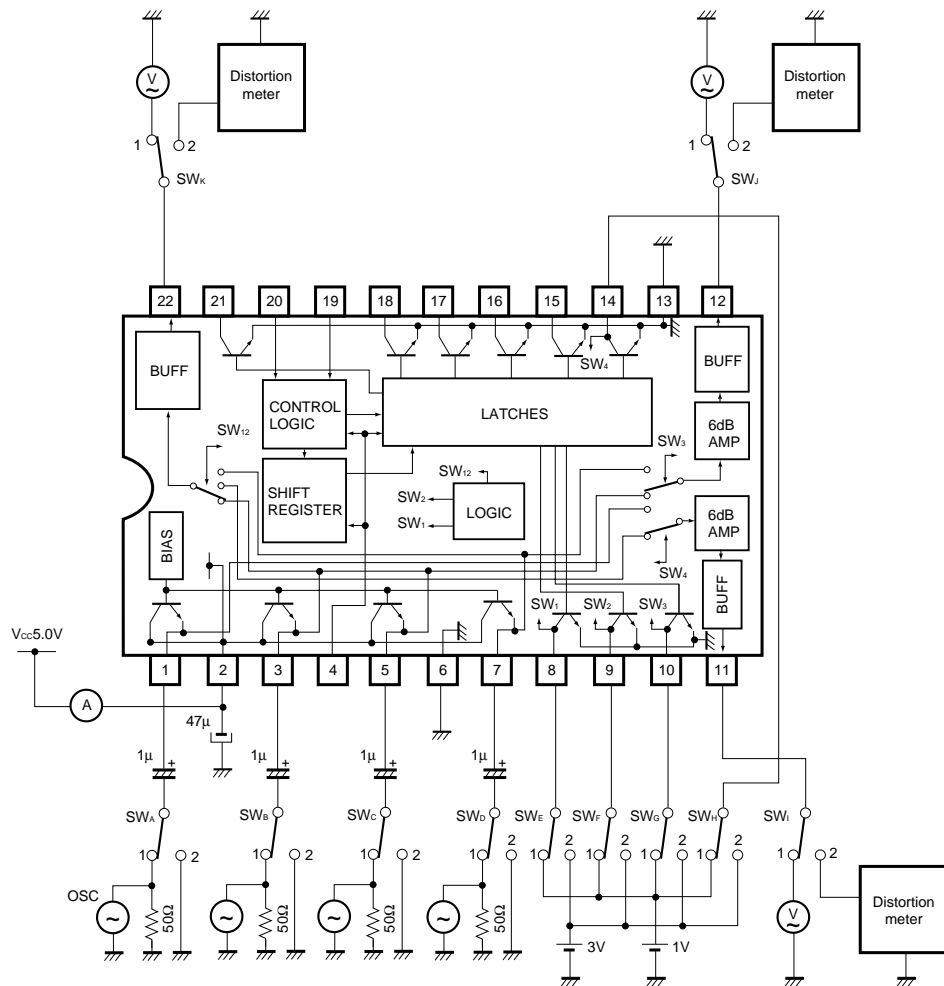 V
~
Distortion
meter
1
2
SWK
V
~
Distortion
meter
1
2
SWJ
22
21
20
19
18
17
16
15
14
13
12
BUFF
CONTROL
LOGIC
LATCHES
SW4
BUFF
6dB
AMP
SW12
SW3
SHIFT
REGISTER
SW12
SW2
SW1
LOGIC
6dB
AMP
SW4
BIAS
BUFF
SW1
SW2
SW3
VCC5.0V
1
2
3
4
5
6
7
8
9
10
11
A
47μ
1μ
+
1μ
+
1μ
+
1μ
+
SWA
SWB
SWC
SWD
SWE
SWF
SWG
SWH
SWI
1
2
1
2
1
2
1
2
1
2
1
2
1
2
1
2
1
2
OSC
~
50Ω
~
50Ω
~
50Ω
~
50Ω
3V
1V
V
~
Distortion
meter